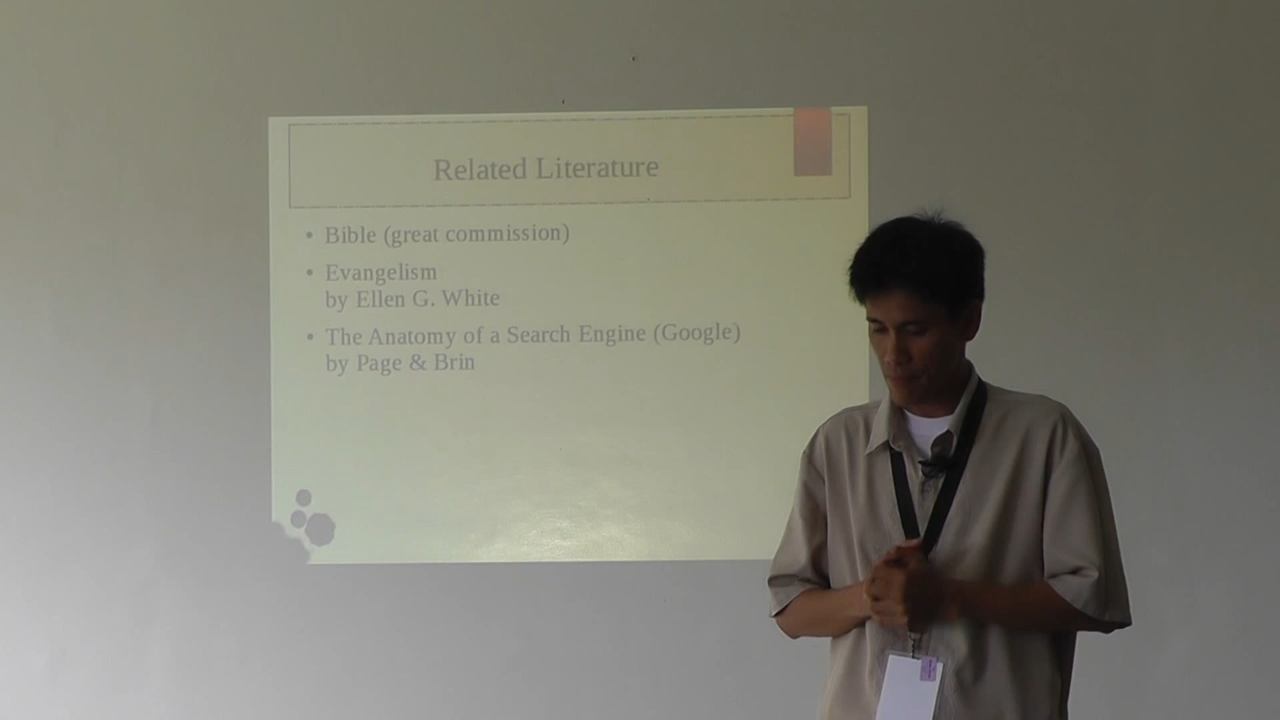 Related Literature
• Bible (great commission)
• Evangelism
by Ellen G. White
• The Anatomy of a Search Engine (Google)
by Page & Brin